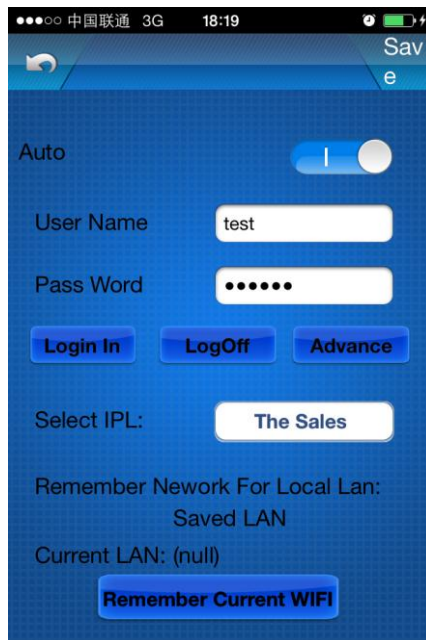 中国联通 3G 18:19
Sav
e
Auto
User Name test
Pass Word ••••••
Login In LogOff Advance
Select IPL: The Sales
Remember Nework For Local Lan:
Saved LAN
Current LAN: (null)
Remember Current WIFI